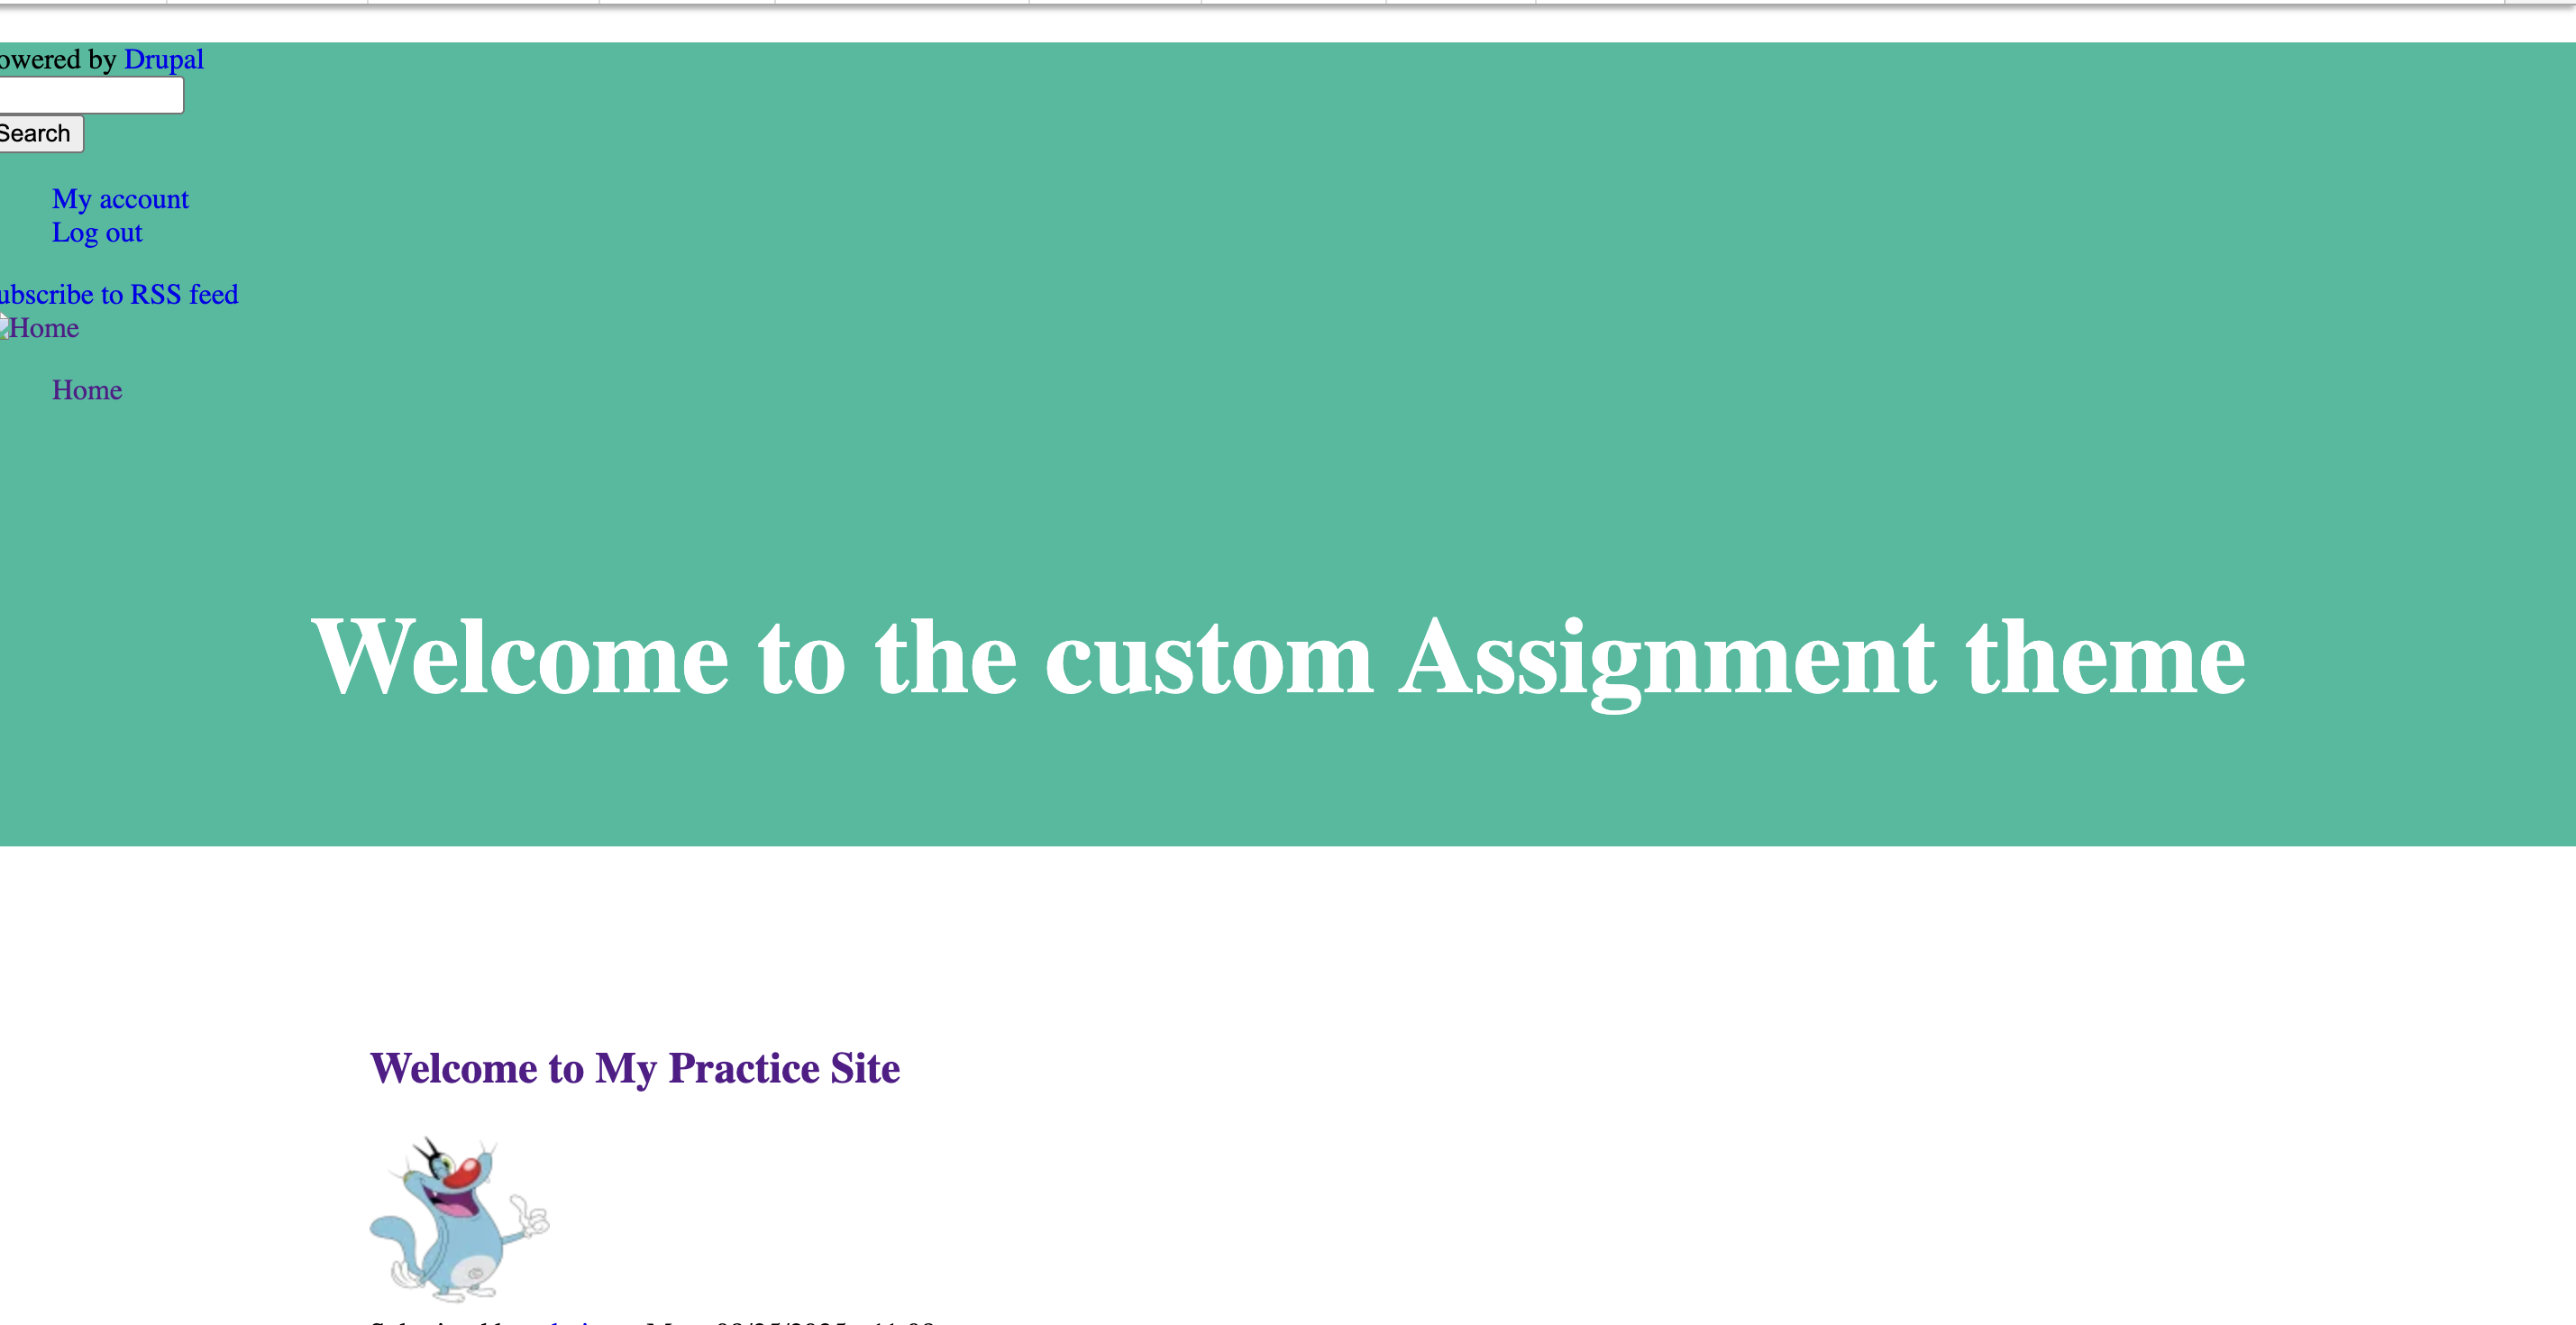 owered by Drupal
Search
My account
Log out
ubscribe to RSS feed
Home
Home
Welcome to the custom Assignment theme
Welcome to My Practice Site